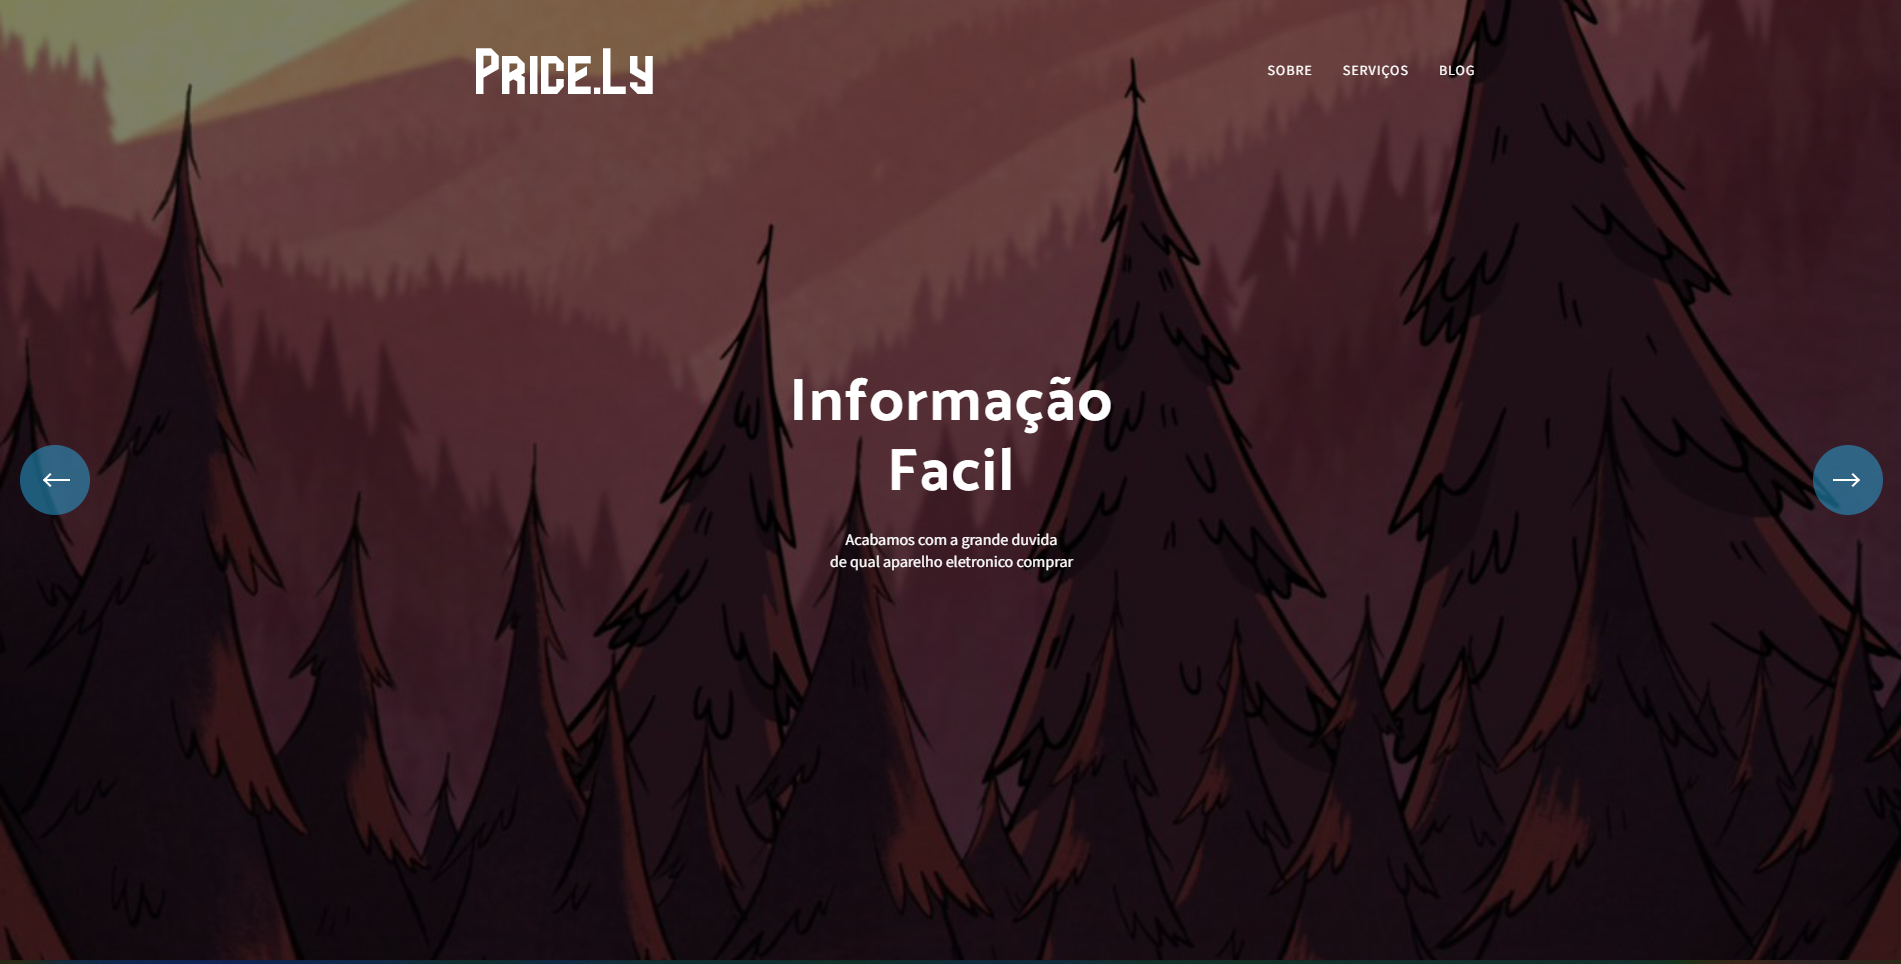 Price.Ly
SOBRE SERVIÇOS BLOG
Informação
Facil
Acabamos com a grande duvida
de qual aparelho eletronico comprar